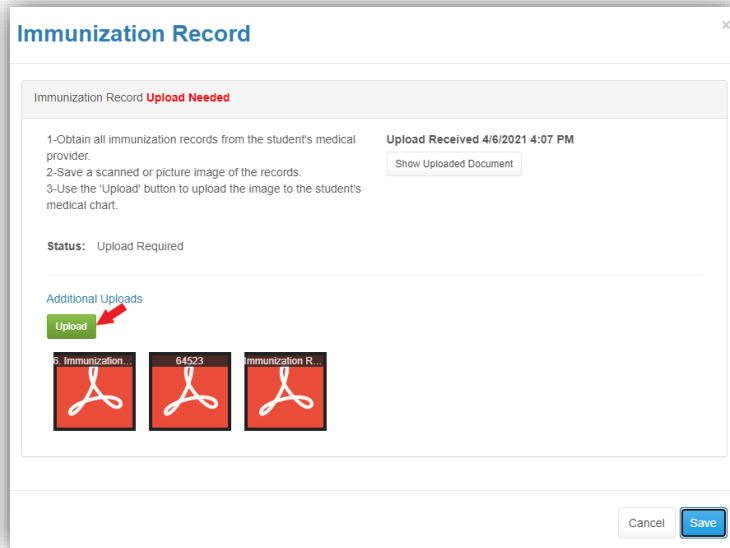 Immunization Record
×
Immunization Record Upload Needed
1-Obtain all immunization records from the student's medical
provider.
2-Save a scanned or picture image of the records.
3-Use the 'Upload' button to upload the image to the student's
medical chart.
Upload Received 4/6/2021 4:07 PM
Show Uploaded Document
Status: Upload Required
Additional Uploads
Upload
6. Immunization...
64523
Immunization R...
Cancel
Save